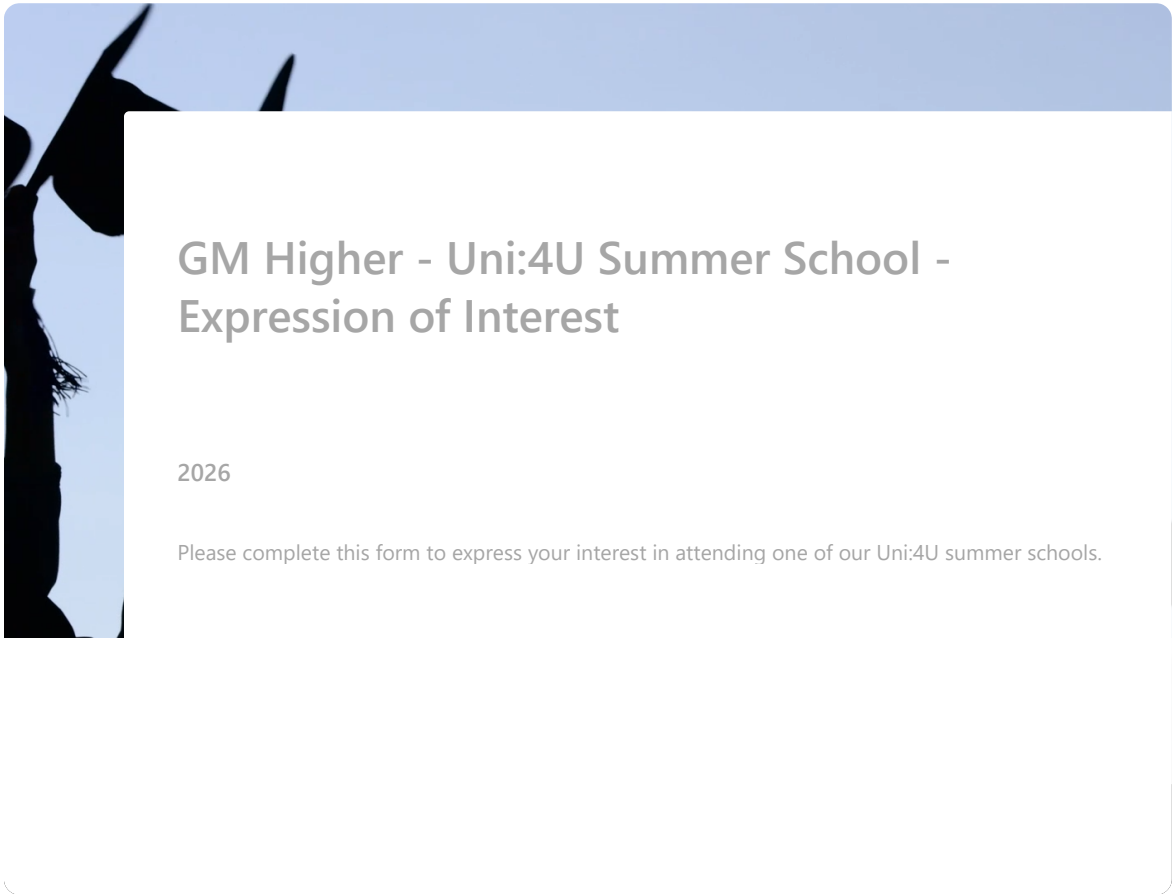 GM Higher - Uni:4U Summer School -
Expression of Interest
2026
Please complete this form to express your interest in attending one of our Uni:4U summer schools.